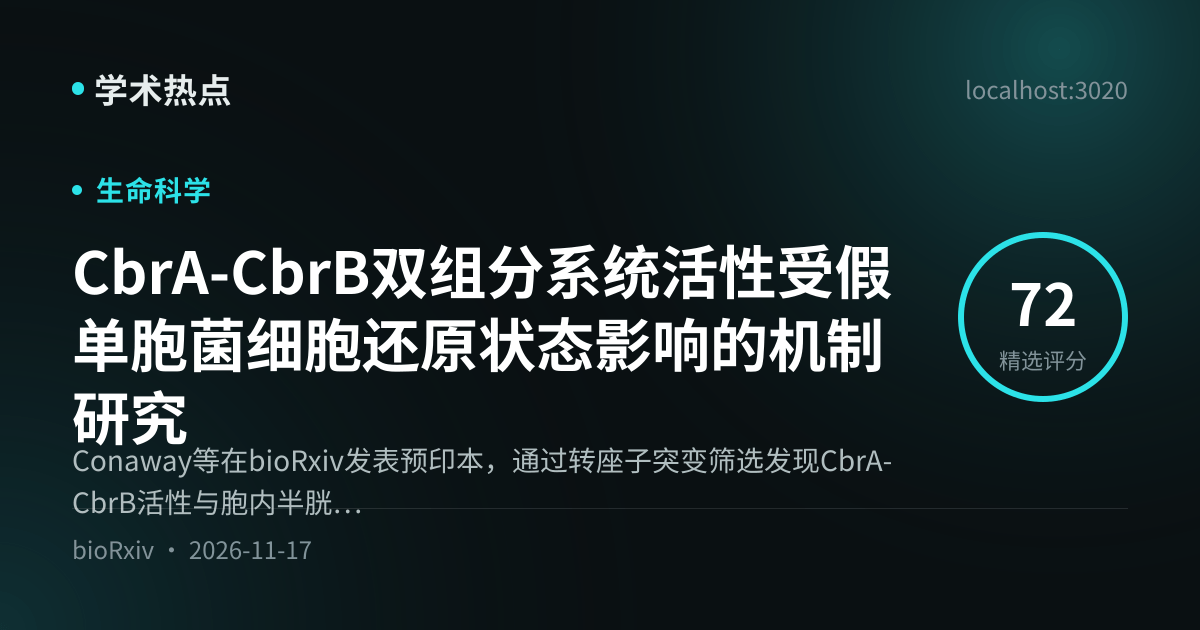 学术热点
localhost:3020
生命科学
CbrA-CbrB双组分系统活性受假
单胞菌细胞还原状态影响的机制
研究
72
精选评分
Conaway等在bioRxiv发表预印本，通过转座子突变筛选发现CbrA-
CbrB活性与胞内半胱…
bioRxiv · 2026-11-17